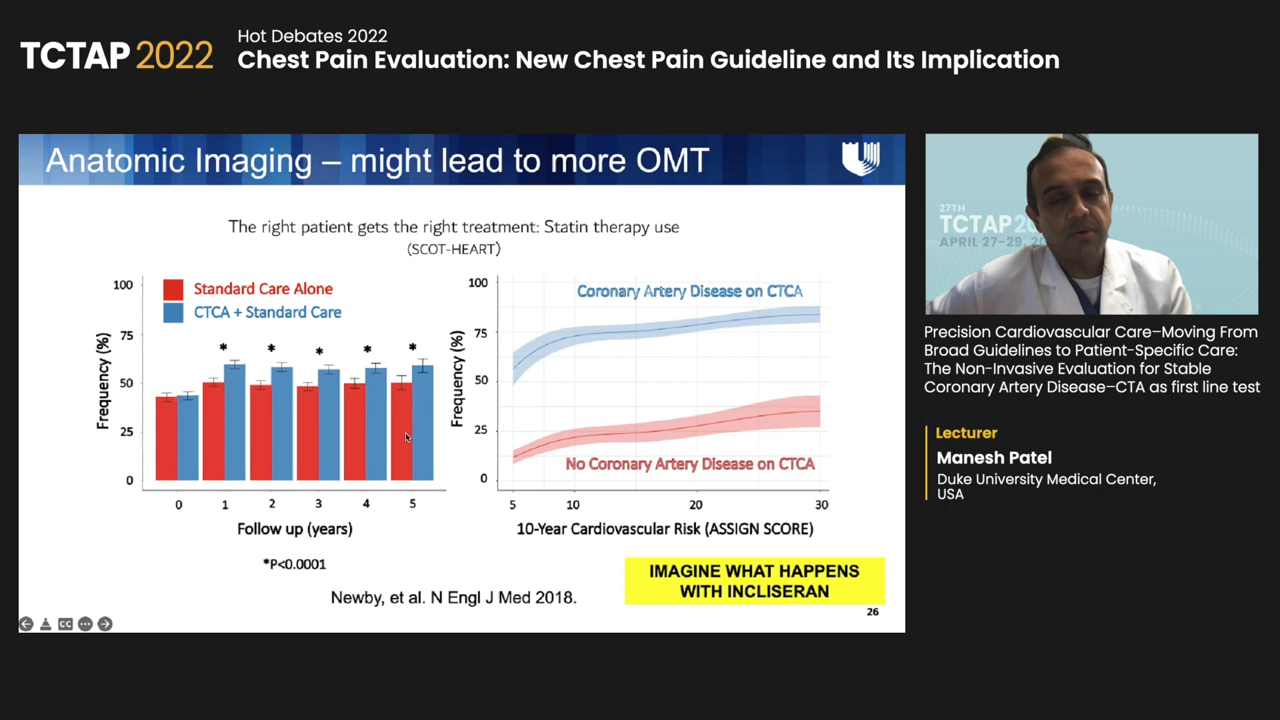 TCTAP 2022
Hot Debates 2022
Chest Pain Evaluation: New Chest Pain Guideline and Its Implication
Anatomic Imaging – might lead to more OMT
The right patient gets the right treatment: Statin therapy use
(SCOT-HEART)
Frequency (%)
100
75
50
25
0
Standard Care Alone
CTCA + Standard Care
* * * * *
0 1 2 3 4 5
Follow up (years)
*P<0.0001
Frequency (%)
100
75
50
25
0
Coronary Artery Disease on CTCA
No Coronary Artery Disease on CTCA
5 10 20 30
10-Year Cardiovascular Risk (ASSIGN SCORE)
IMAGINE WHAT HAPPENS
WITH INCLISERAN
Newby, et al. N Engl J Med 2018.
26
CC
27TH
TCTAP 20
APRIL 27-29, 20
Precision Cardiovascular Care–Moving From
Broad Guidelines to Patient-Specific Care:
The Non-Invasive Evaluation for Stable
Coronary Artery Disease–CTA as first line test
Lecturer
Manesh Patel
Duke University Medical Center,
USA